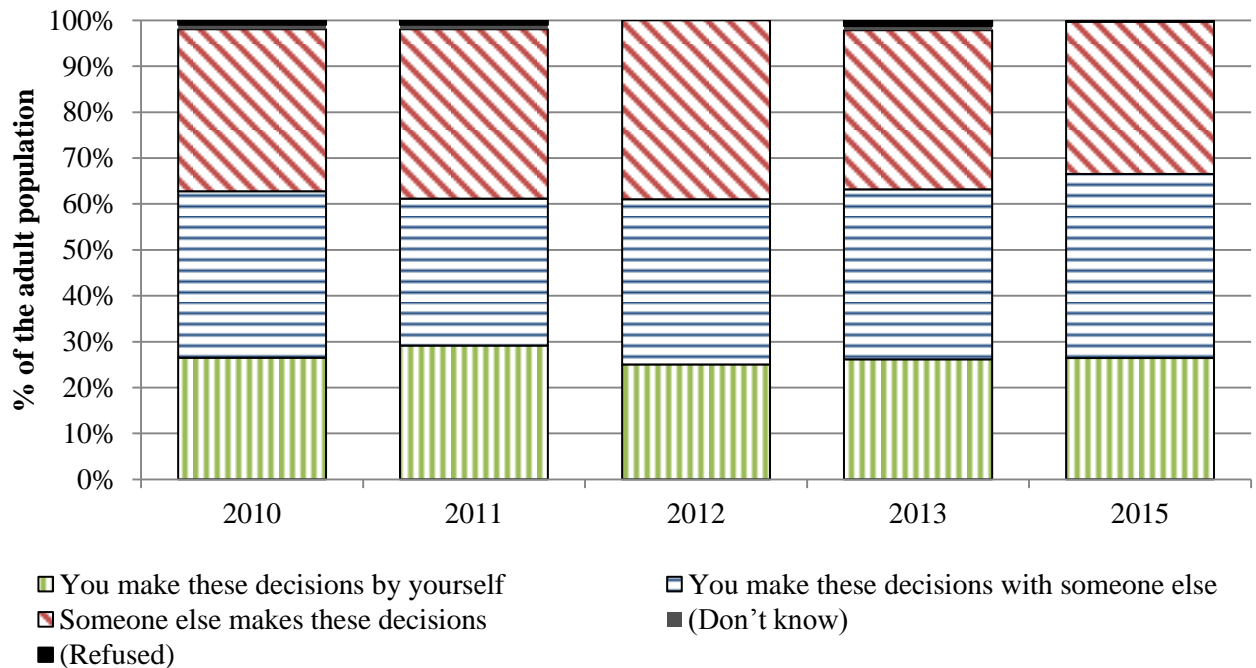 100%
90%
80%
70%
60%
50%
40%
30%
20%
10%
0%
% of the adult population
2010 2011 2012 2013 2015
You make these decisions by yourself You make these decisions with someone else
Someone else makes these decisions (Don’t know)
(Refused)